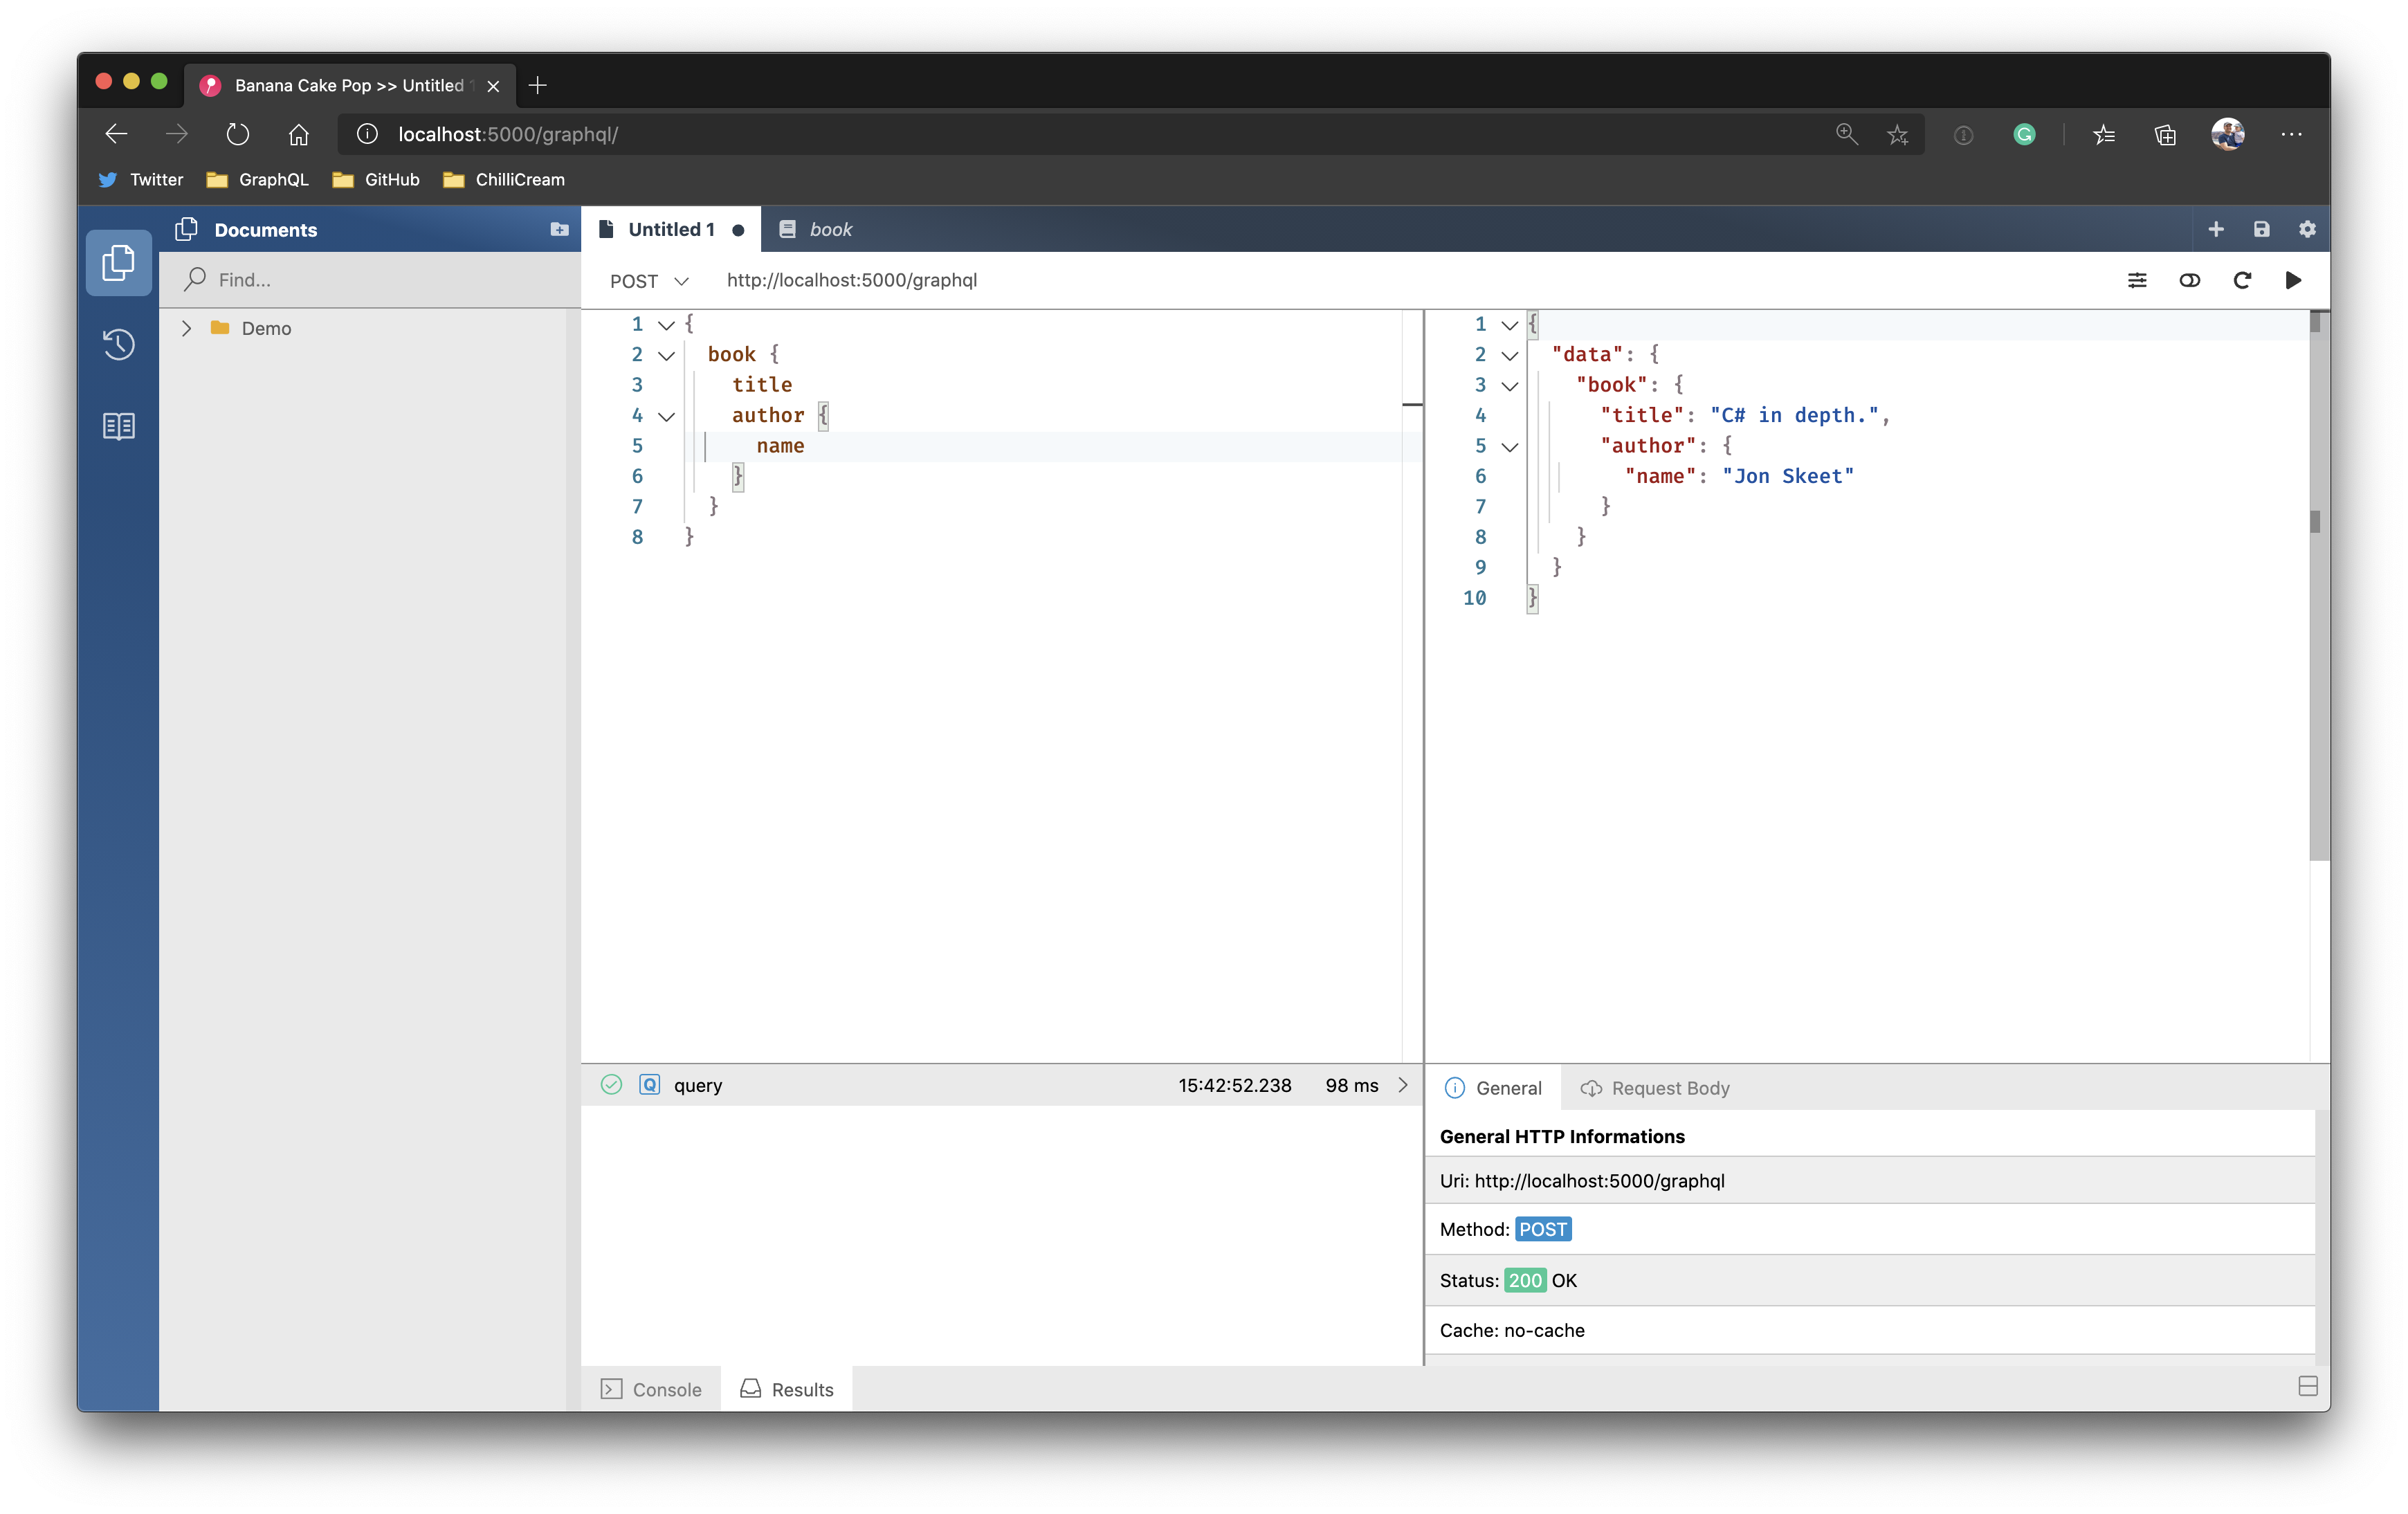 Banana Cake Pop >> Untitled
localhost:5000/graphql/
Twitter GraphQL GitHub ChilliCream
Documents
Untitled 1
book
Find...
POST http://localhost:5000/graphql
Demo
1 {
2 book {
3 title
4 author {
5 name
6 }
7 }
8 }
1 {
2 "data": {
3 "book": {
4 "title": "C# in depth.",
5 "author": {
6 "name": "Jon Skeet"
7 }
8 }
9 }
10 }
Q query 15:42:52.238 98 ms
General Request Body
General HTTP Informations
Uri: http://localhost:5000/graphql
Method: POST
Status: 200 OK
Cache: no-cache
Console Results